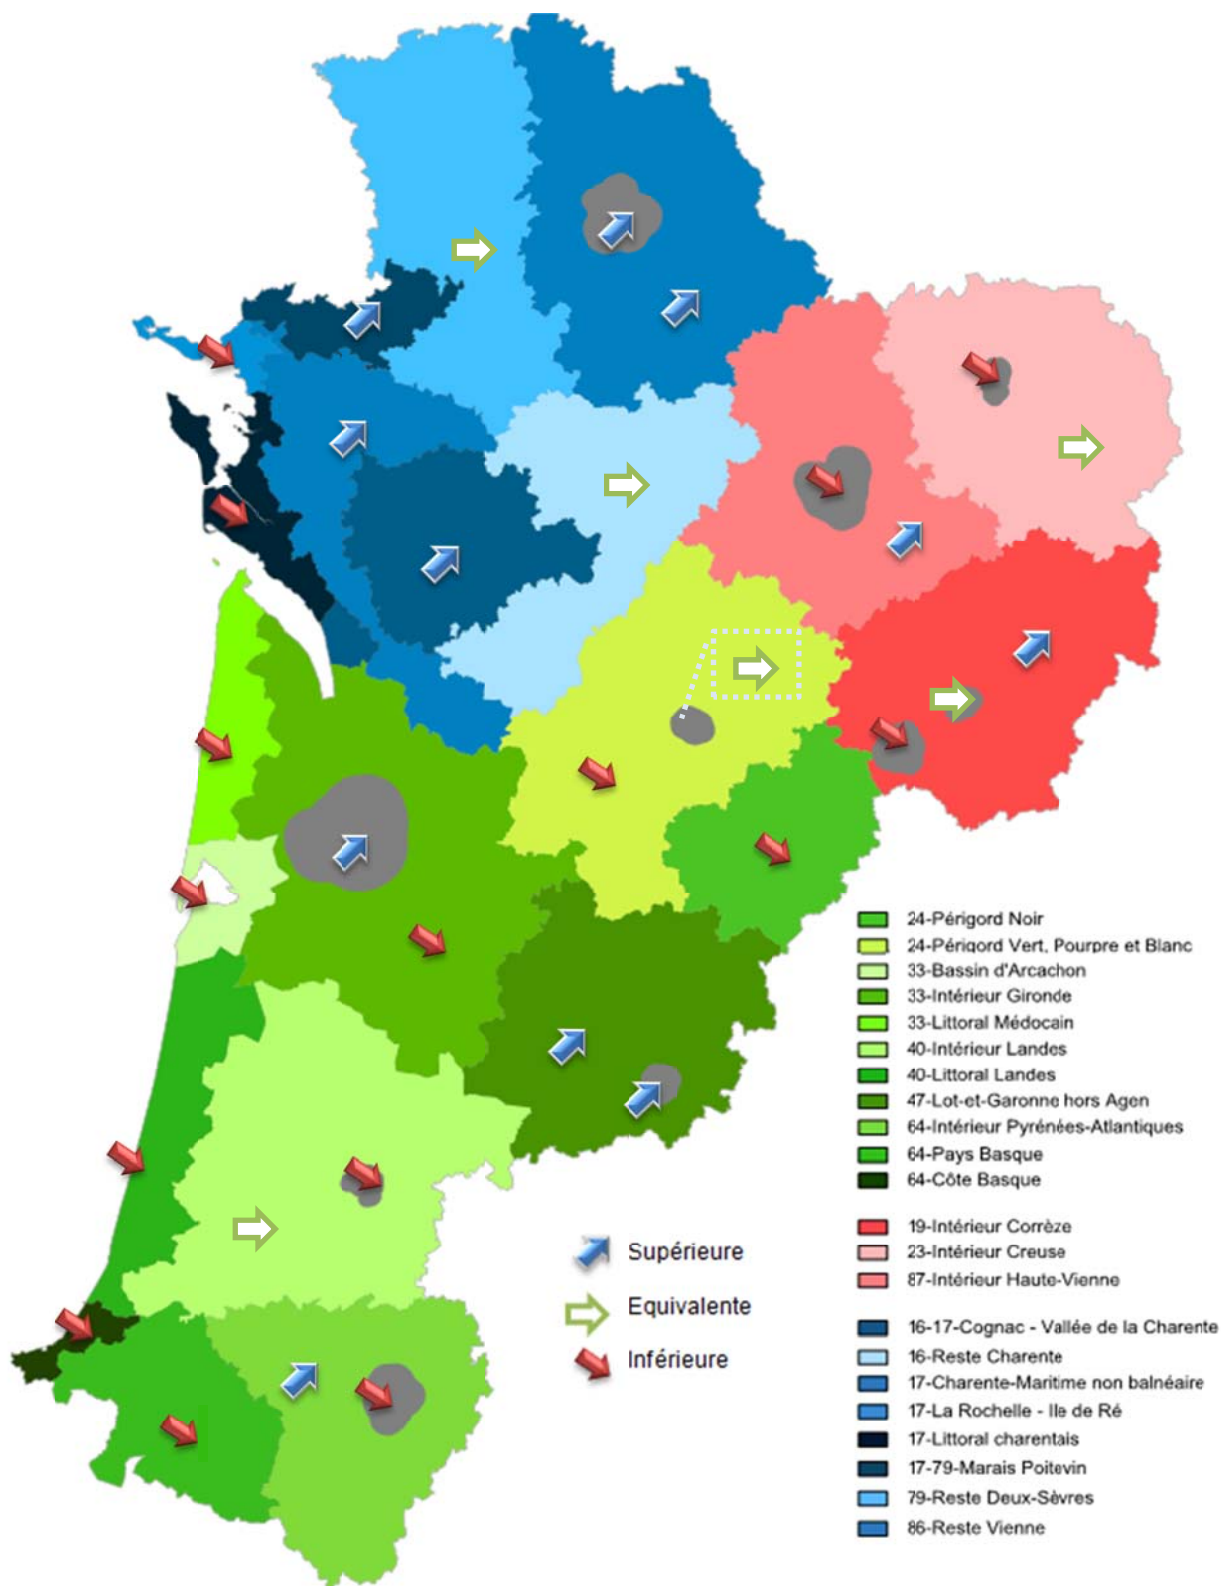 24-Périgord Noir
24-Périgord Vert, Pourpre et Blanc
33-Bassin d'Arcachon
33-Intérieur Gironde
33-Littoral Médocain
40-Intérieur Landes
40-Littoral Landes
47-Lot-et-Garonne hors Agen
64-Intérieur Pyrénées-Atlantiques
64-Pays Basque
64-Côte Basque
19-Intérieur Corrèze
23-Intérieur Creuse
87-Intérieur Haute-Vienne
16-17-Cognac - Vallée de la Charente
16-Reste Charente
17-Charente-Maritime non balnéaire
17-La Rochelle - Ile de Ré
17-Littoral charentais
17-79-Marais Poitevin
79-Reste Deux-Sèvres
86-Reste Vienne
Supérieure
Equivalente
Inférieure